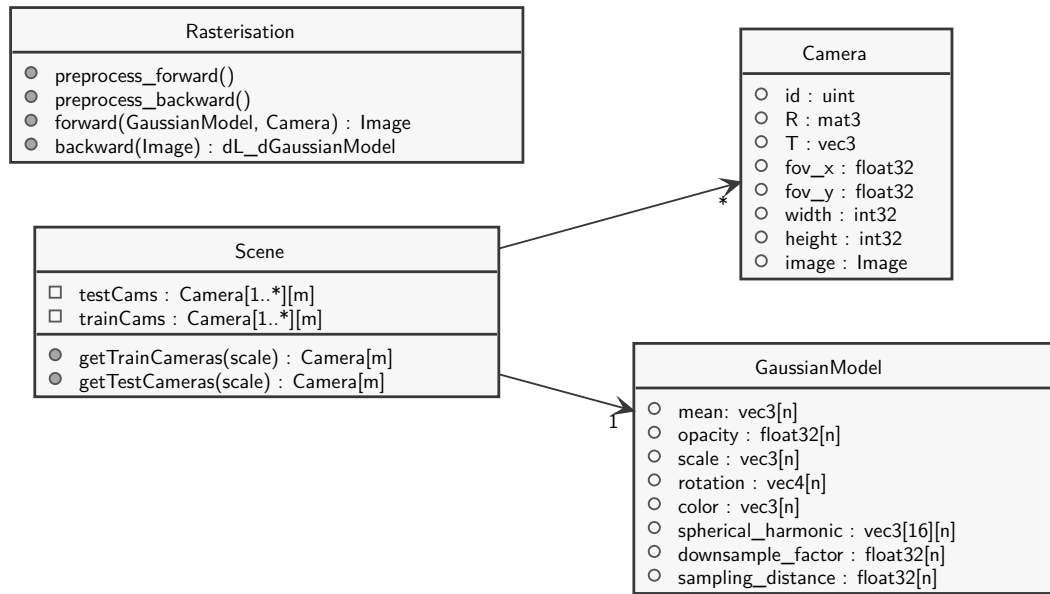 Rasterisation
preprocess_forward()
preprocess_backward()
forward(GaussianModel, Camera) : Image
backward(Image) : dL_dGaussianModel
Camera
id : uint
R : mat3
T : vec3
fov_x : float32
fov_y : float32
width : int32
height : int32
image : Image
*
Scene
testCams : Camera[1..*][m]
trainCams : Camera[1..*][m]
getTrainCameras(scale) : Camera[m]
getTestCameras(scale) : Camera[m]
1
GaussianModel
mean: vec3[n]
opacity : float32[n]
scale : vec3[n]
rotation : vec4[n]
color : vec3[n]
spherical_harmonic : vec3[16][n]
downsample_factor : float32[n]
sampling_distance : float32[n]